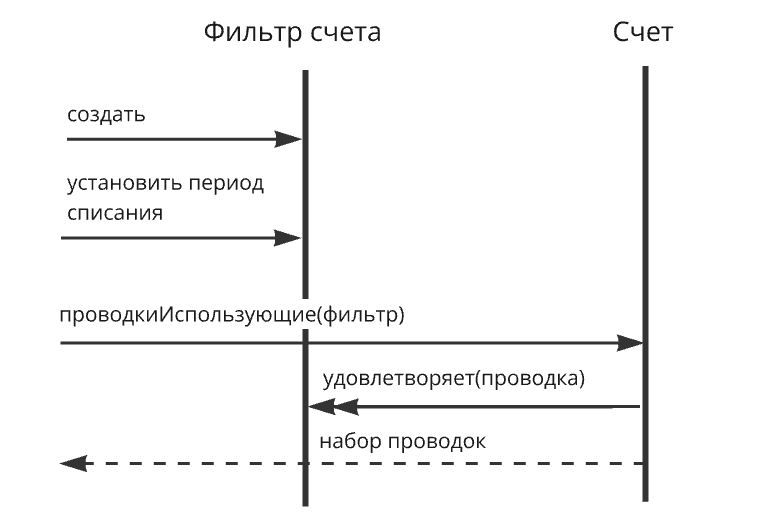 Фильтр счета
Счет
создать
установить период
списания
проводкиИспользующие(фильтр)
удовлетворяет(проводка)
набор проводок